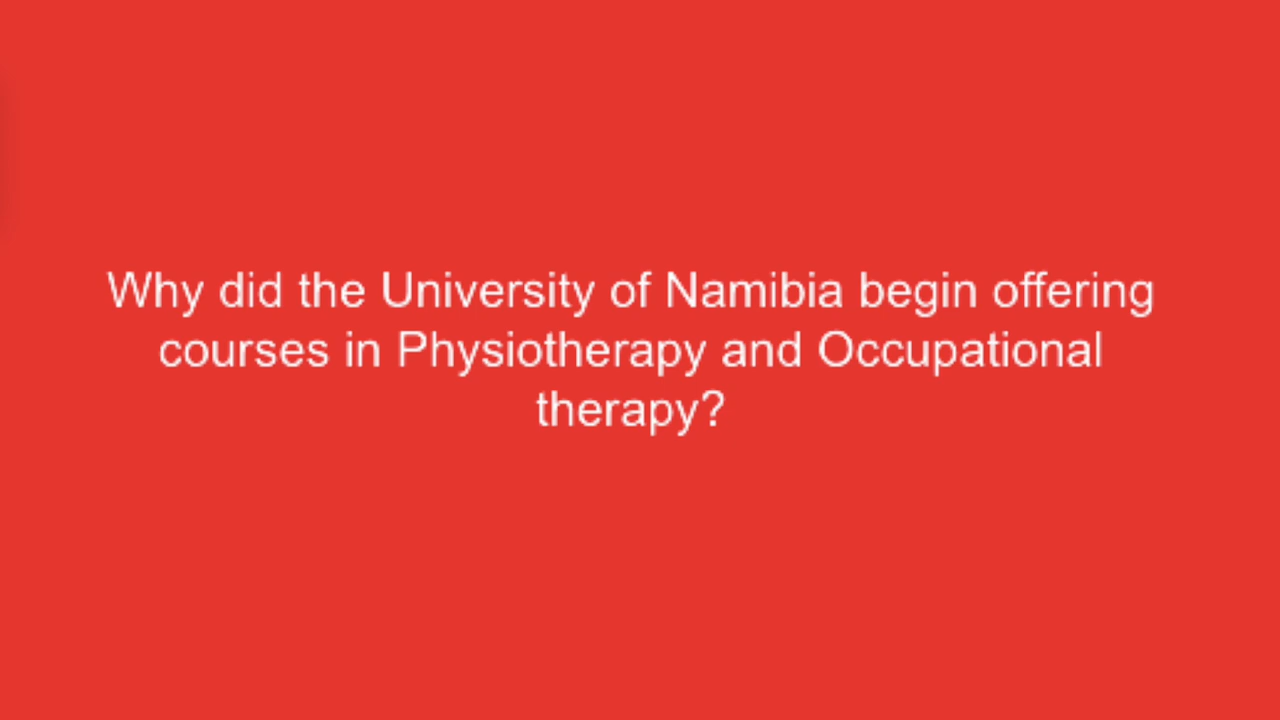 Why did the University of Namibia begin offering
courses in Physiotherapy and Occupational
therapy?